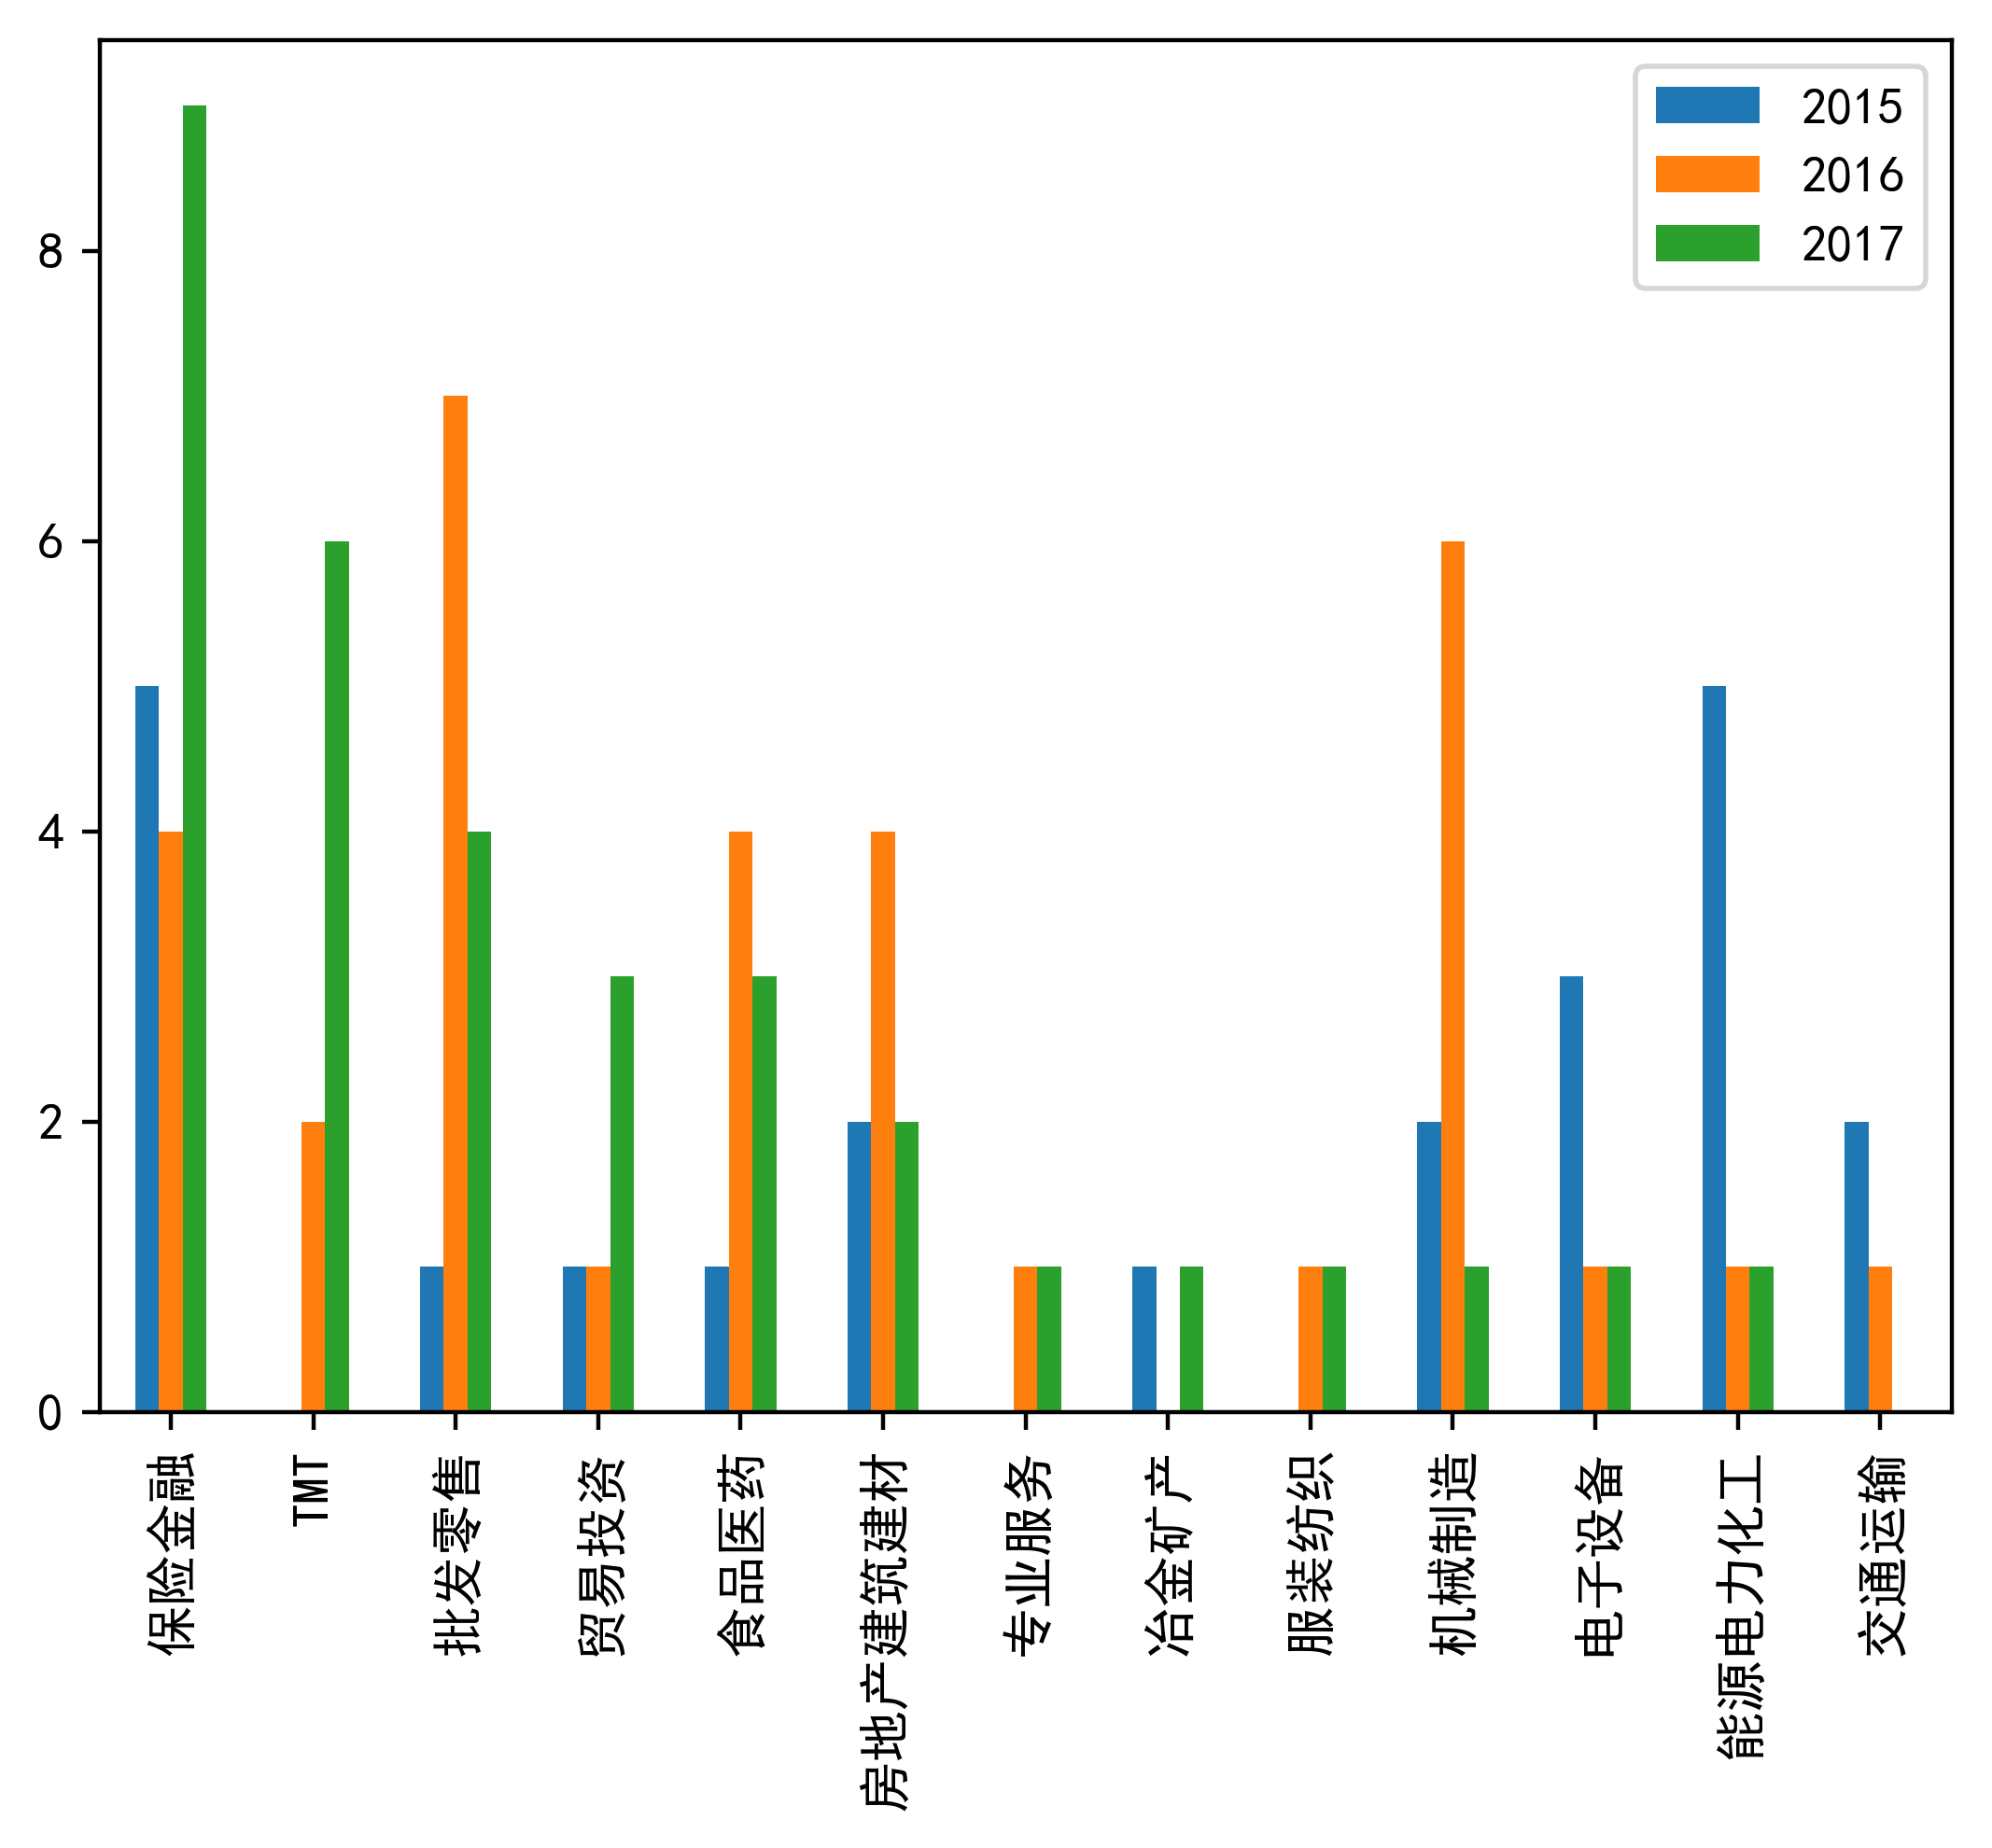 2015
2016
2017
8
6
4
2
0
保险金融
TMT
批发零售
贸易投资
食品医药
房地产建筑建材
专业服务
冶金矿产
服装纺织
机械制造
电子设备
能源电力化工
交通运输